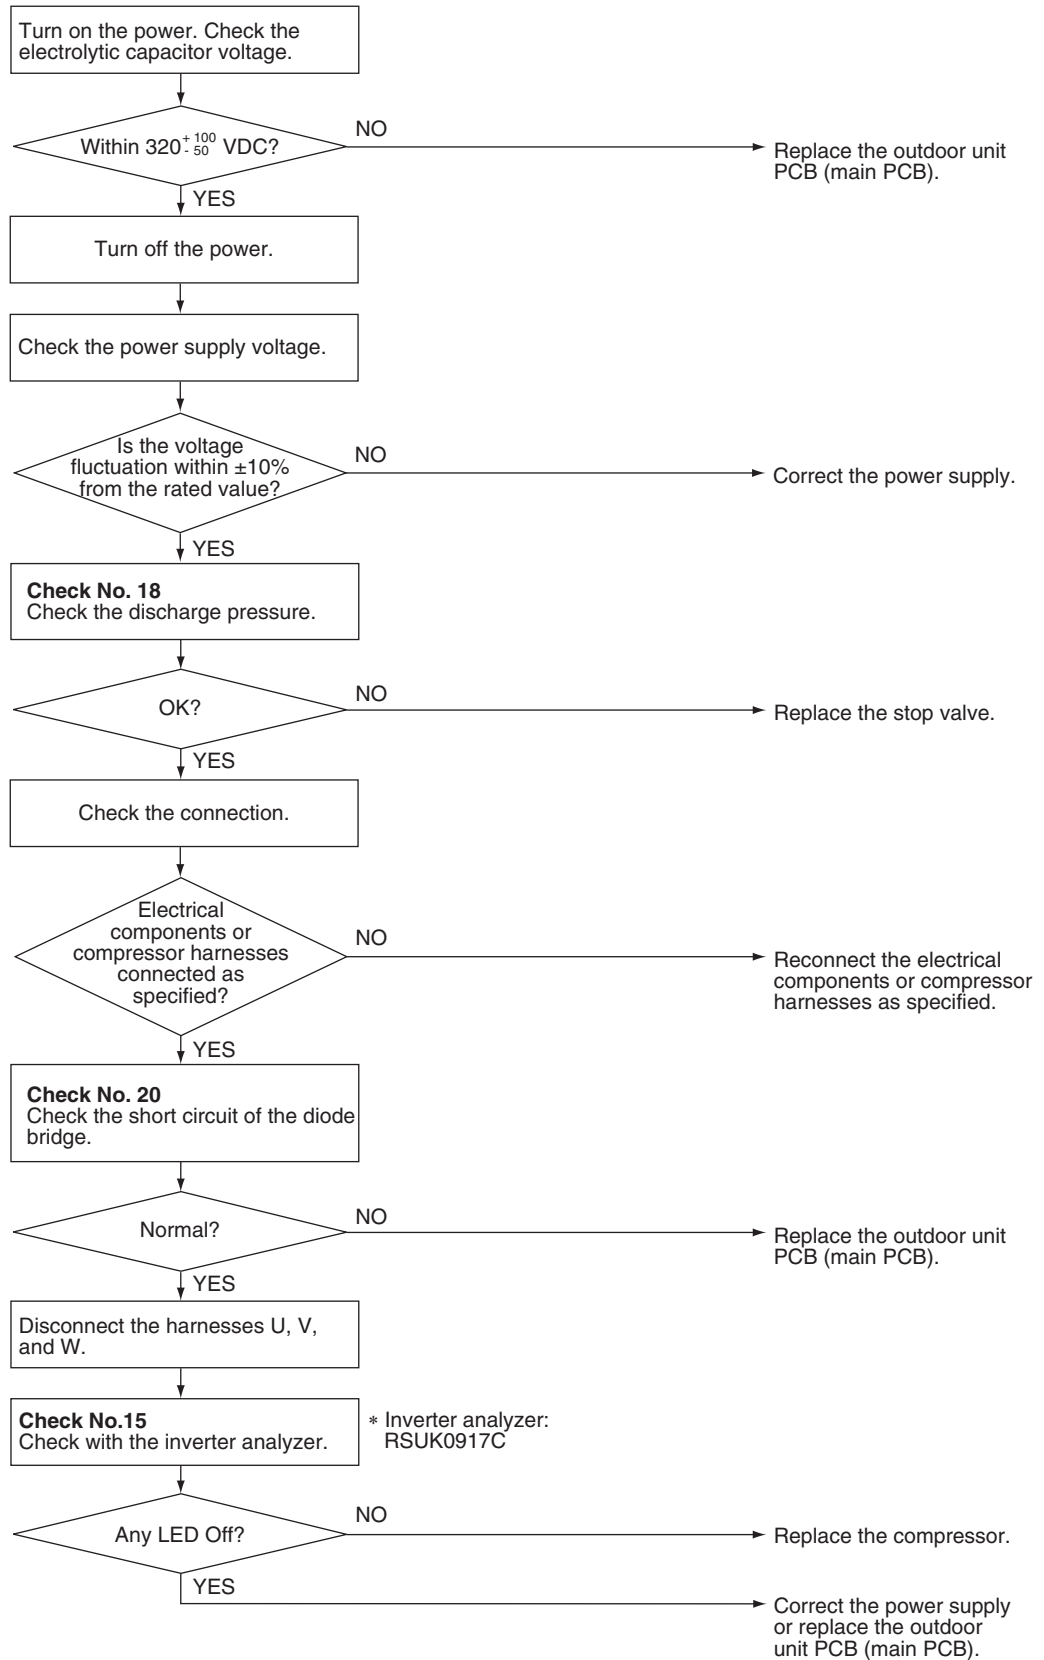 Turn on the power. Check the
electrolytic capacitor voltage.
Within 320 +100 -50 VDC?
NO
Replace the outdoor unit
PCB (main PCB).
YES
Turn off the power.
Check the power supply voltage.
Is the voltage
fluctuation within ±10%
from the rated value?
NO
Correct the power supply.
YES
Check No. 18
Check the discharge pressure.
OK?
NO
Replace the stop valve.
YES
Check the connection.
Electrical
components or
compressor harnesses
connected as
specified?
NO
Reconnect the electrical
components or compressor
harnesses as specified.
YES
Check No. 20
Check the short circuit of the diode
bridge.
Normal?
NO
Replace the outdoor unit
PCB (main PCB).
YES
Disconnect the harnesses U, V,
and W.
Check No.15
Check with the inverter analyzer.
* Inverter analyzer:
RSUK0917C
Any LED Off?
NO
Replace the compressor.
YES
Correct the power supply
or replace the outdoor
unit PCB (main PCB).